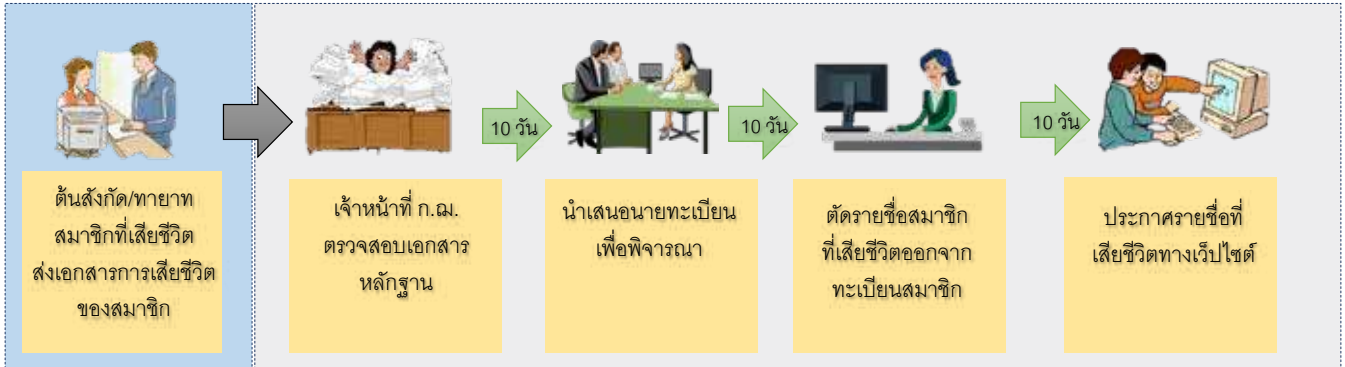 ต้นสังกัด/ทายาท
สมาชิกที่เสียชีวิต
ส่งเอกสารการเสียชีวิต
ของสมาชิก
เจ้าหน้าที่ ก.ฌ.
ตรวจสอบเอกสาร
หลักฐาน
10 วัน
นำเสนอนายทะเบียน
เพื่อพิจารณา
10 วัน
ตัดรายชื่อสมาชิก
ที่เสียชีวิตออกจาก
ทะเบียนสมาชิก
10 วัน
ประกาศรายชื่อที่
เสียชีวิตทางเว็ปไซต์